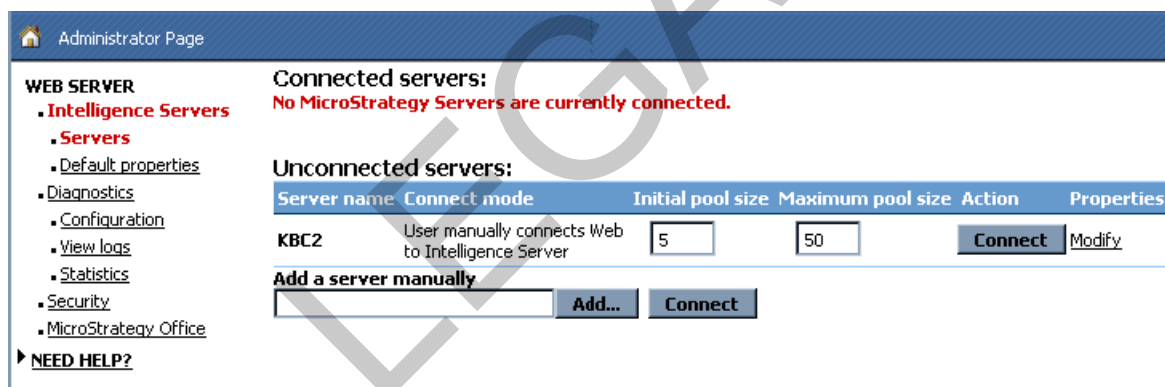 Administrator Page
WEB SERVER
Intelligence Servers
Servers
Default properties
Diagnostics
Configuration
View logs
Statistics
Security
MicroStrategy Office
NEED HELP?
Connected servers:
No MicroStrategy Servers are currently connected.
Unconnected servers:
Server name Connect mode Initial pool size Maximum pool size Action Properties
KBC2 User manually connects Web to Intelligence Server 5 50 Connect Modify
Add a server manually
Add... Connect
LEGA